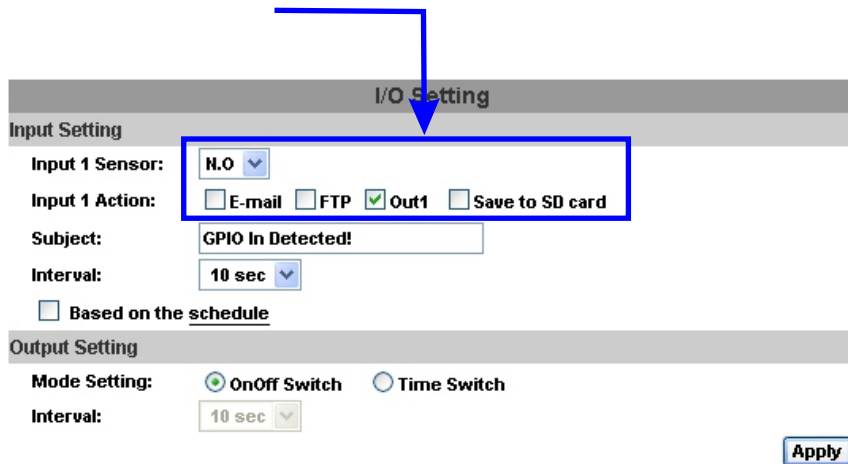 I/O Setting
Input Setting
Input 1 Sensor: N.O
Input 1 Action: E-mail FTP Out1 Save to SD card
Subject: GPIO In Detected!
Interval: 10 sec
Based on the schedule
Output Setting
Mode Setting: OnOff Switch Time Switch
Interval: 10 sec
Apply